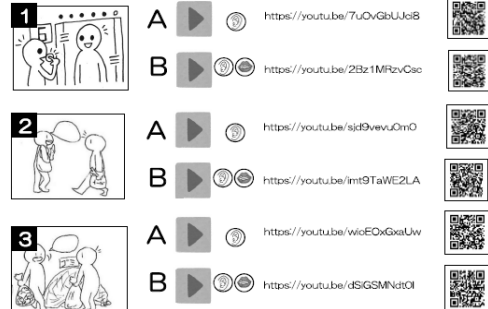 1
A
https://youtu.be/7uOvGbUJci8
B
https://youtu.be/2Bz1MRzvCsc
2
A
https://youtu.be/sjd9vevuOm0
B
https://youtu.be/imt9TaWE2LA
3
A
https://youtu.be/wioEOxGxaUw
B
https://youtu.be/dSiGSMNdtOI